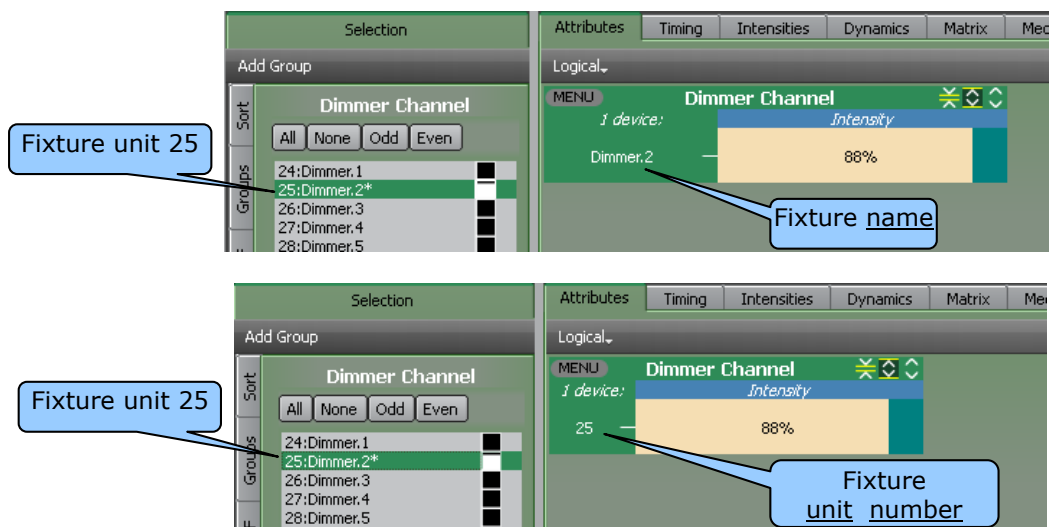 Selection
Attributes Timing Intensities Dynamics Matrix Mec
Add Group
Logical
Sort
Groups
Dimmer Channel
All None Odd Even
24:Dimmer.1
25:Dimmer.2*
26:Dimmer.3
27:Dimmer.4
28:Dimmer.5
MENU Dimmer Channel
1 device: Intensity
Dimmer.2 88%
Fixture unit 25
Fixture name
Selection
Attributes Timing Intensities Dynamics Matrix Me
Add Group
Logical
Sort
Groups
F
Dimmer Channel
All None Odd Even
24:Dimmer.1
25:Dimmer.2*
26:Dimmer.3
27:Dimmer.4
28:Dimmer.5
MENU Dimmer Channel
1 device: Intensity
25 88%
Fixture unit 25
Fixture
unit number